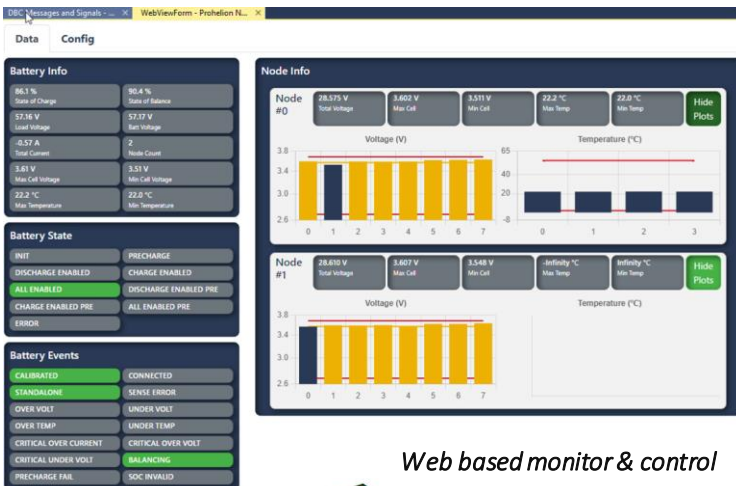 DBC Messages and Signals - ... ×
WebViewForm - Prohelion N... ×
Data Config
Battery Info
86.1 %
State of Charge
90.4 %
State of Balance
57.16 V
Load Voltage
57.17 V
Batt Voltage
-0.57 A
Total Current
2
Node Count
3.61 V
Max Cell Voltage
3.51 V
Min Cell Voltage
22.2 °C
Max Temperature
22.0 °C
Min Temperature
Battery State
INIT
PRECHARGE
DISCHARGE ENABLED
CHARGE ENABLED
ALL ENABLED
DISCHARGE ENABLED PRE
CHARGE ENABLED PRE
ALL ENABLED PRE
ERROR
Battery Events
CALIBRATED
CONNECTED
STANDALONE
SENSE ERROR
OVER VOLT
UNDER VOLT
OVER TEMP
UNDER TEMP
CRITICAL OVER CURRENT
CRITICAL OVER VOLT
CRITICAL UNDER VOLT
BALANCING
PRECHARGE FAIL
SOC INVALID
Node Info
Node
#0
28.575 V
Total Voltage
3.602 V
Max Cell
3.511 V
Min Cell
22.2 °C
Max Temp
22.0 °C
Min Temp
Hide
Plots
Voltage (V)
3.8
3.4
3.0
2.6
0 1 2 3 4 5 6 7
Temperature (°C)
65
40
20
-8
0 1 2 3
Node
#1
28.610 V
Total Voltage
3.607 V
Max Cell
3.548 V
Min Cell
-Infinity °C
Max Temp
Infinity °C
Min Temp
Hide
Plots
Voltage (V)
3.8
3.4
3.0
2.6
0 1 2 3 4 5 6 7
Temperature (°C)
Web based monitor & control